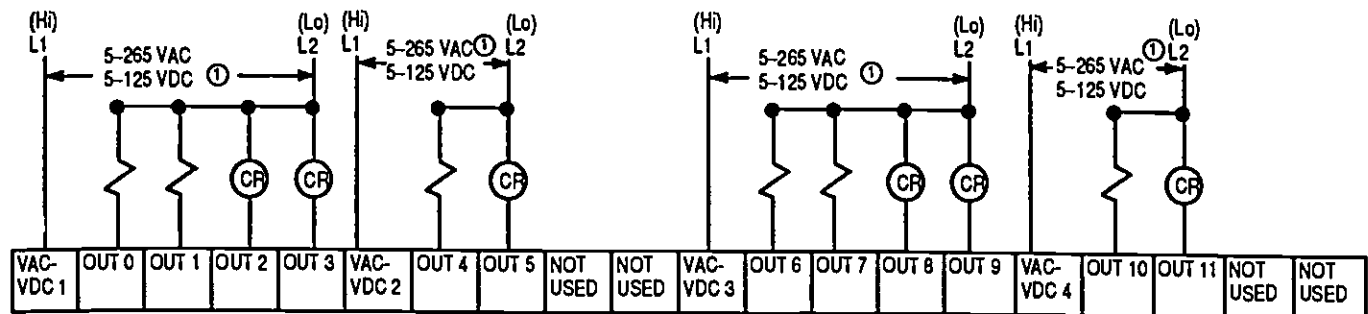 (Hi)
L1
5–265 VAC
5–125 VDC ①
(Lo)
L2
(Hi)
L1
5–265 VAC ①
5–125 VDC
(Lo)
L2
(Hi)
L1
5–265 VAC
5–125 VDC ①
(Lo)
L2
(Hi)
L1
5–265 VAC ①
5–125 VDC
(Lo)
L2
CR CR CR CR CR CR
VAC-
VDC 1
OUT 0
OUT 1
OUT 2
OUT 3
VAC-
VDC 2
OUT 4
OUT 5
NOT
USED
NOT
USED
VAC-
VDC 3
OUT 6
OUT 7
OUT 8
OUT 9
VAC-
VDC 4
OUT 10
OUT 11
NOT
USED
NOT
USED